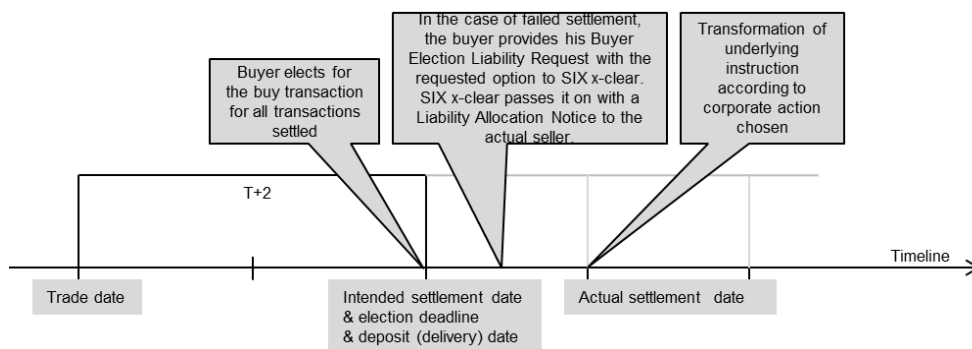 In the case of failed settlement,
the buyer provides his Buyer
Election Liability Request with the
requested option to SIX x-clear.
SIX x-clear passes it on with a
Liability Allocation Notice to the
actual seller.
Transformation of
underlying
instruction
according to
corporate action
chosen
Buyer elects for
the buy transaction
for all transactions
settled
T+2
Timeline
Trade date
Intended settlement date
& election deadline
& deposit (delivery) date
Actual settlement date